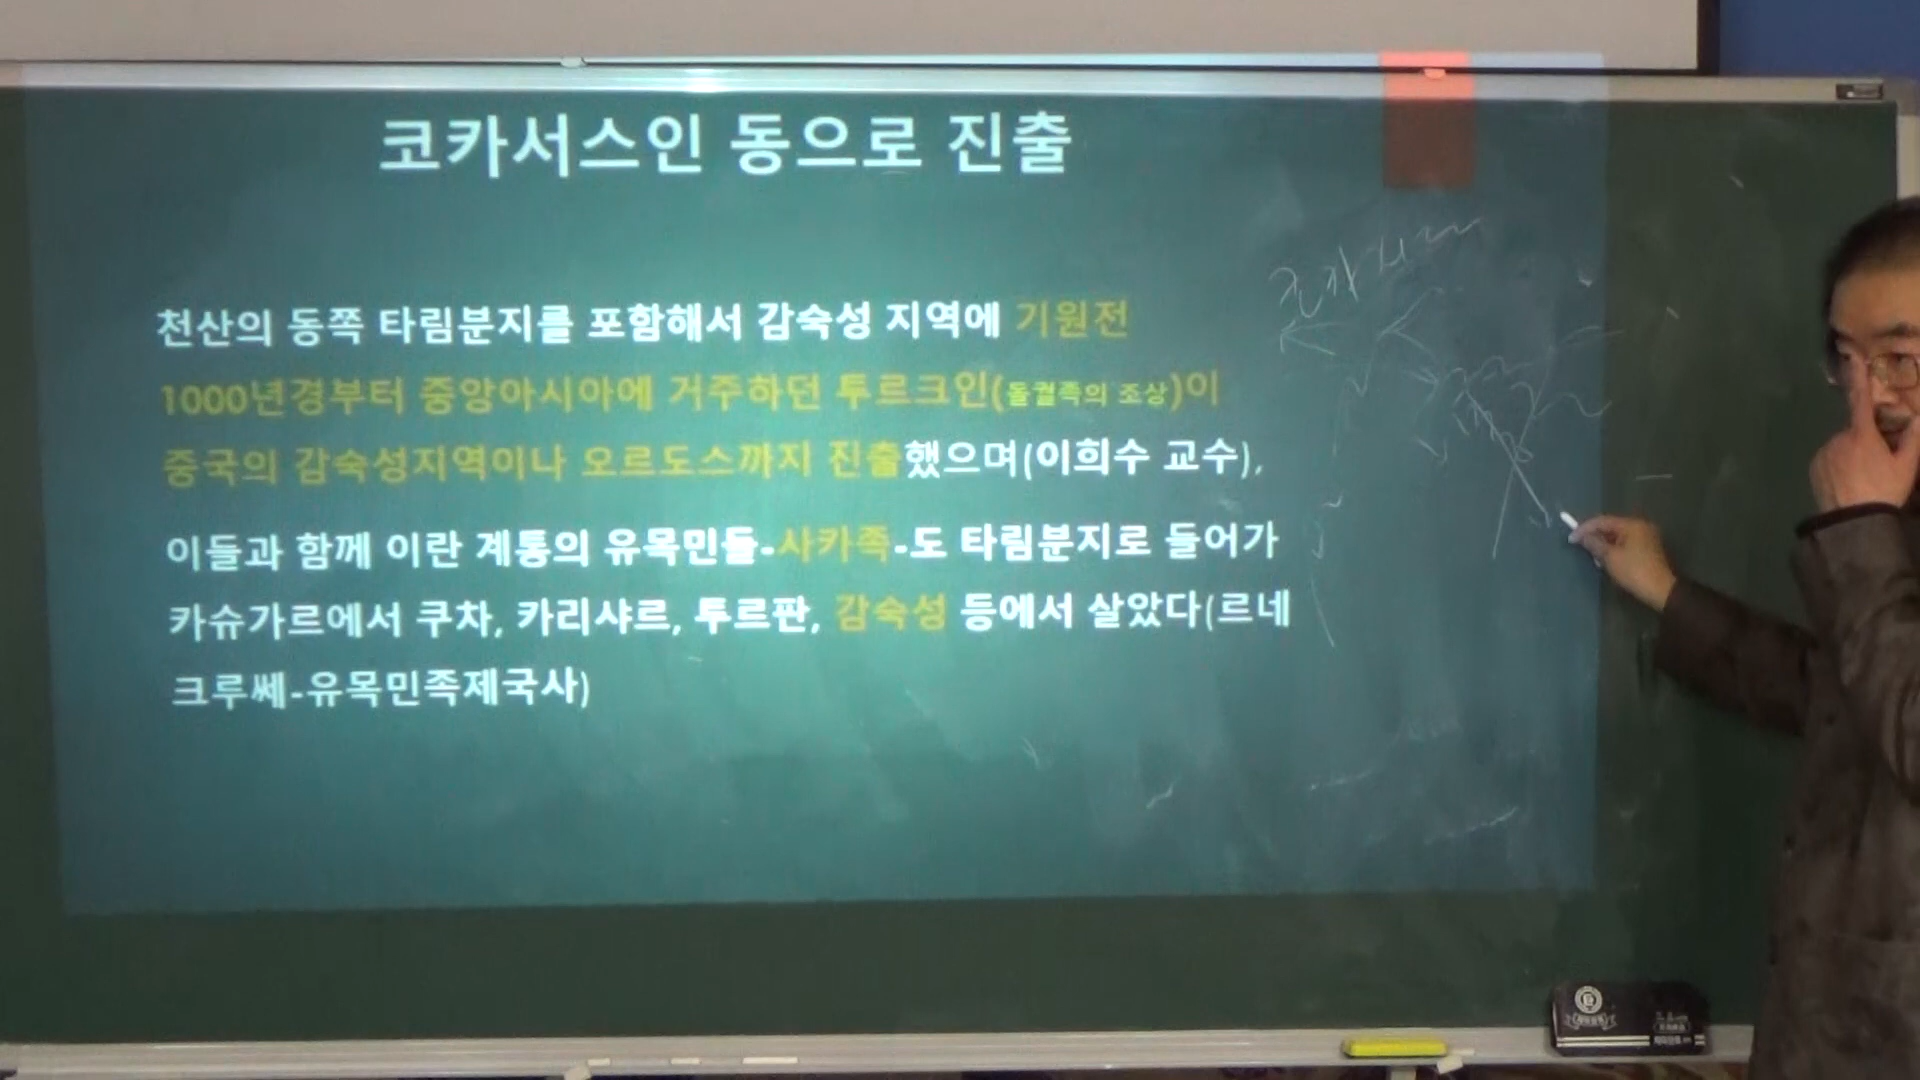 코카서스인 동으로 진출
천산의 동쪽 타림분지를 포함해서 감숙성 지역에 기원전
1000년경부터 중앙아시아에 거주하던 투르크인(돌궐족의 조상)이
중국의 감숙성지역이나 오르도스까지 진출했으며(이희수 교수),
이들과 함께 이란 계통의 유목민들-사카족-도 타림분지로 들어가
카슈가르에서 쿠차, 카리샤르, 투르판, 감숙성 등에서 살았다(르네
크루쎄-유목민족제국사)